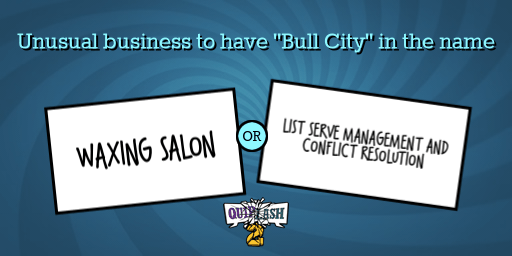 Unusual business to have "Bull City" in the name
WAXING SALON
OR
LIST SERVE MANAGEMENT AND
CONFLICT RESOLUTION
QUIPLASH
2